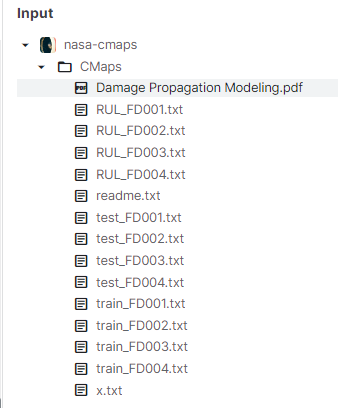 Input
nasa-cmaps
CMaps
PDF Damage Propagation Modeling.pdf
RUL_FD001.txt
RUL_FD002.txt
RUL_FD003.txt
RUL_FD004.txt
readme.txt
test_FD001.txt
test_FD002.txt
test_FD003.txt
test_FD004.txt
train_FD001.txt
train_FD002.txt
train_FD003.txt
train_FD004.txt
x.txt